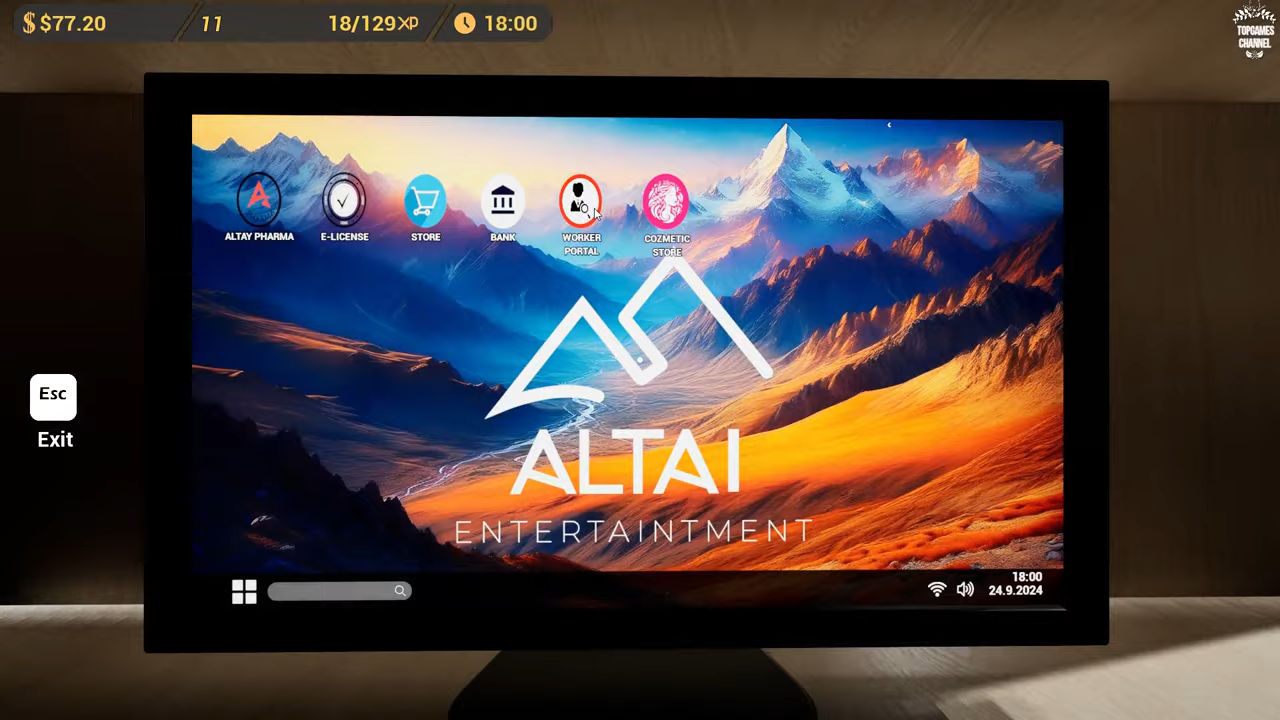 $ $77.20
11
18/129XP
18:00
TOPGAMES
CHANNEL
ALTAY PHARMA
E-LICENSE
STORE
BANK
WORKER
PORTAL
COZMETIC
STORE
Esc
Exit
ALTAI
ENTERTAINTMENT
18:00
24.9.2024